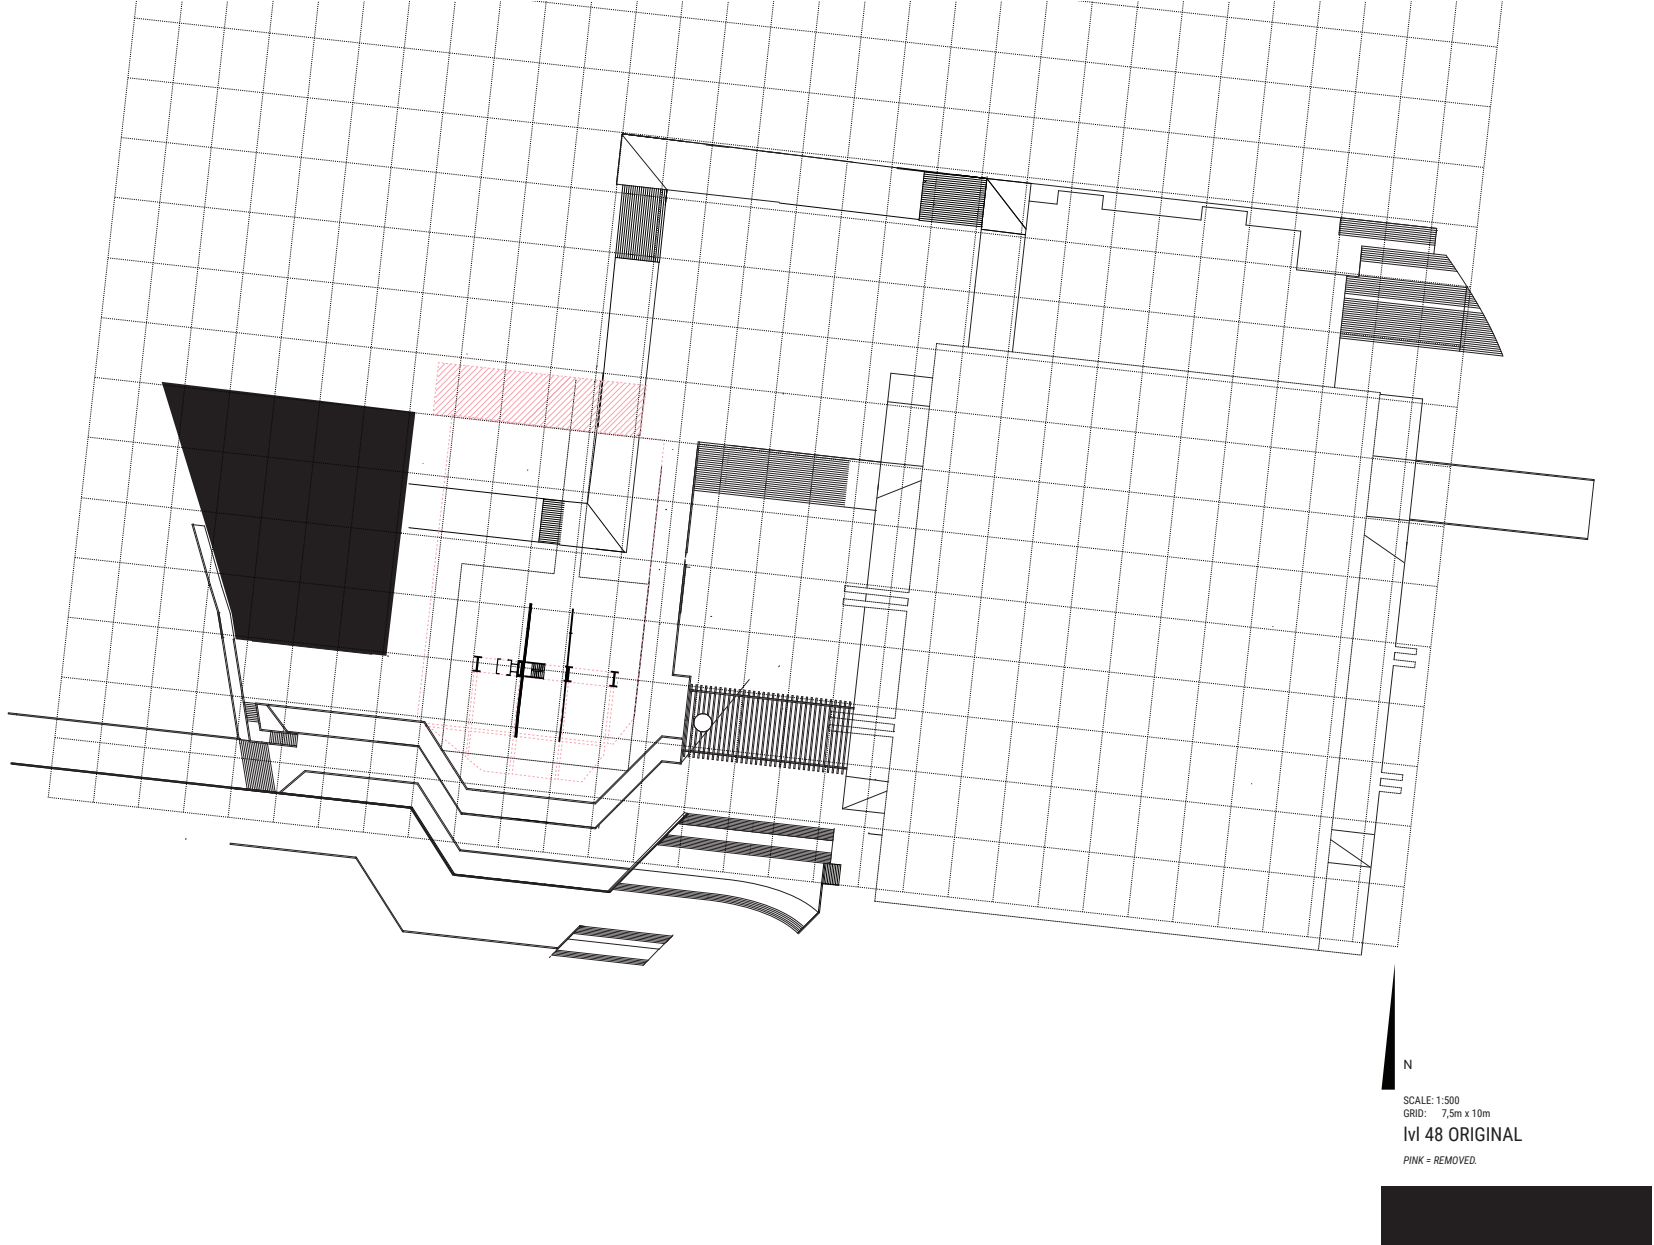 N
SCALE: 1:500
GRID: 7,5m x 10m
lvl 48 ORIGINAL
PINK = REMOVED.